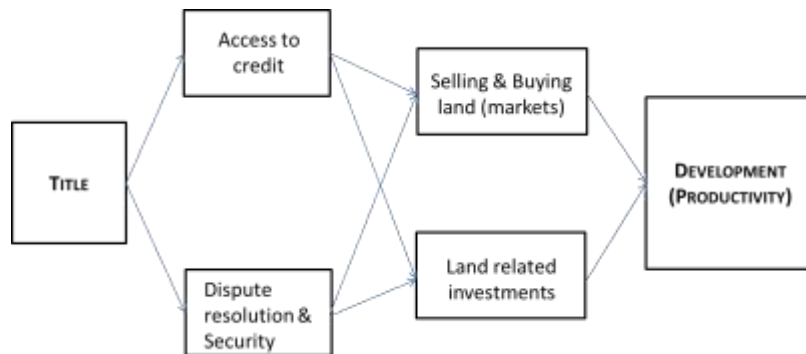 Access to
credit
Selling & Buying
land (markets)
TITLE
DEVELOPMENT
(PRODUCTIVITY)
Dispute
resolution &
Security
Land related
investments